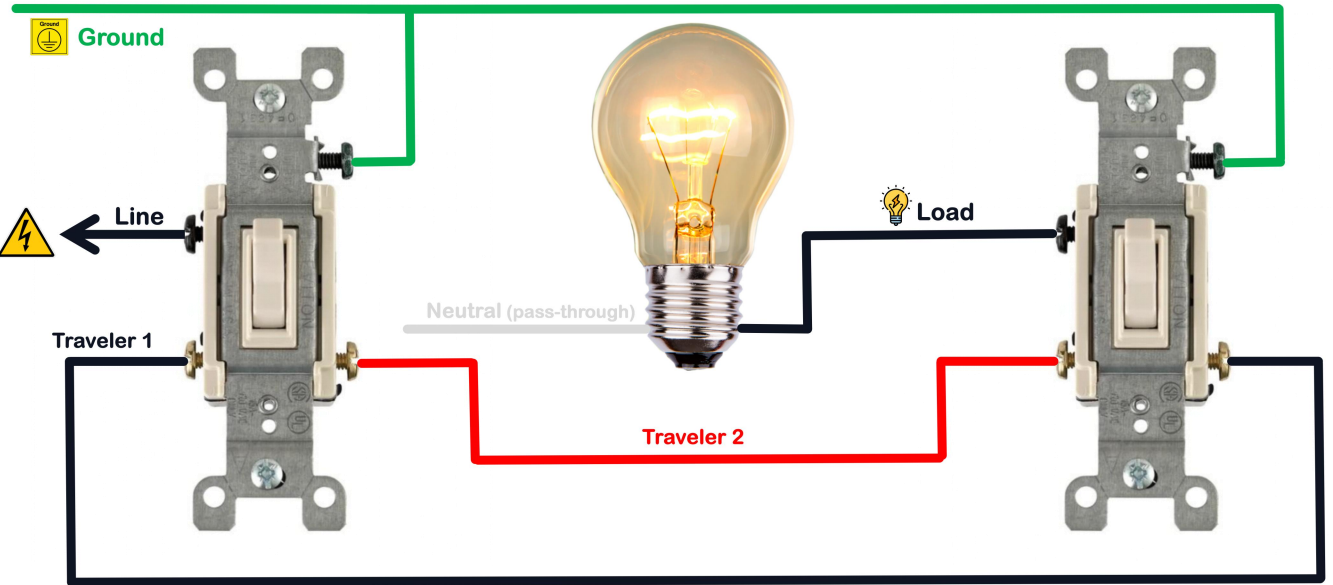 Ground
Ground
Line
Load
Neutral (pass-through)
Traveler 1
Traveler 2